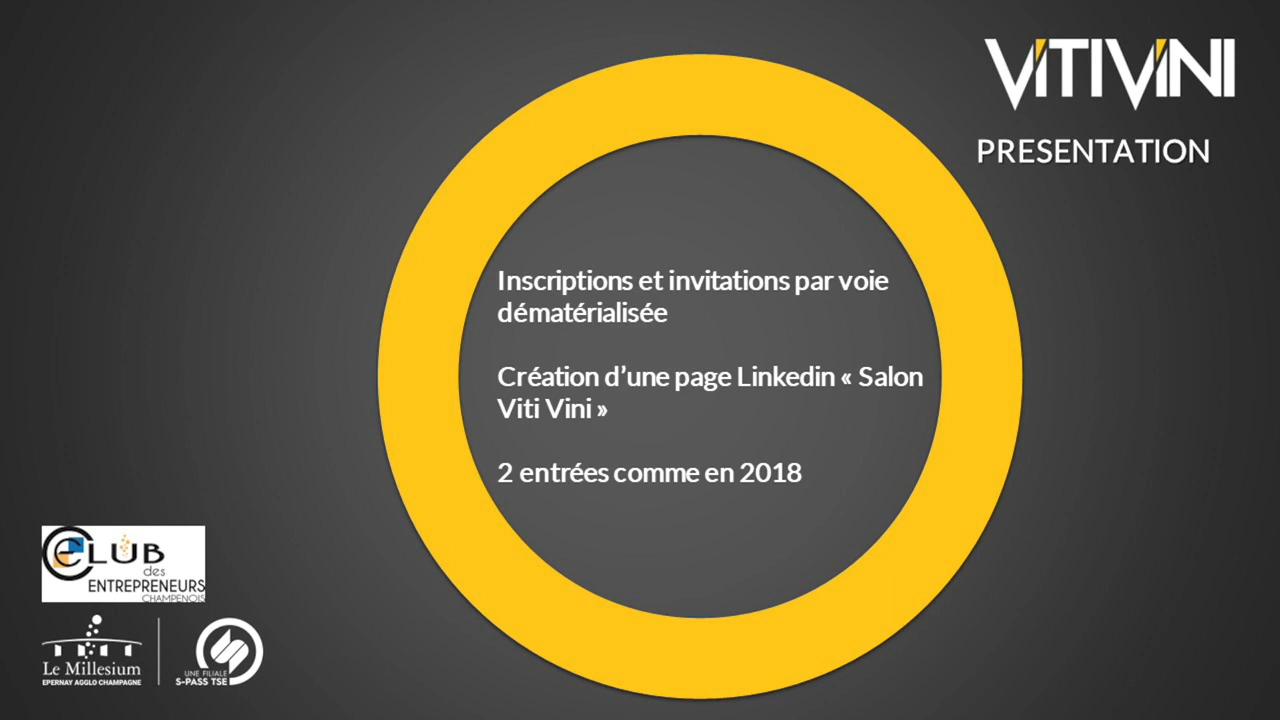 VITIVINI
PRESENTATION
Inscriptions et invitations par voie
dématérialisée
Création d’une page Linkedin « Salon
Viti Vini »
2 entrées comme en 2018
CLUB
des
ENTREPRENEURS
CHAMPENOIS
Le Millesium
EPERNAY AGGLO CHAMPAGNE
UNE FILIALE
S-PASS TSE